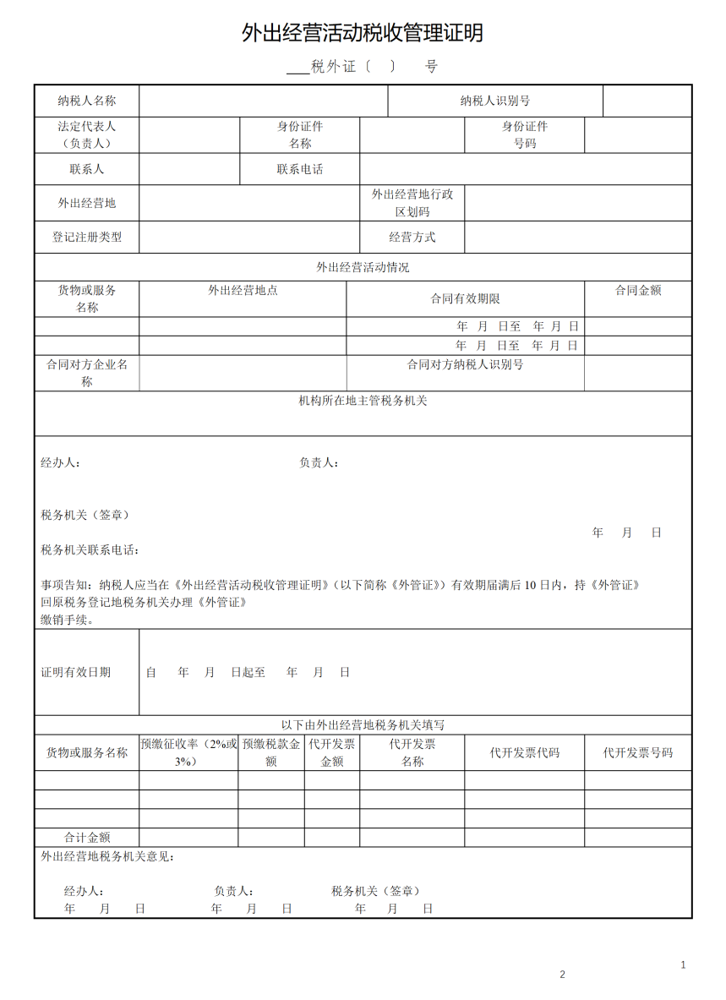 外出经营活动税收管理证明
___税外证〔 〕 号
纳税人名称 纳税人识别号
法定代表人 身份证件 身份证件
（负责人） 名称 号码
联系人 联系电话
外出经营地 外出经营地行政
区划码
登记注册类型 经营方式
外出经营活动情况
货物或服务 外出经营地点 合同有效期限 合同金额
名称
年 月 日至 年 月 日
年 月 日至 年 月 日
合同对方企业名 合同对方纳税人识别号
称
机构所在地主管税务机关
经办人： 负责人：
税务机关（签章）
年 月 日
税务机关联系电话：
事项告知：纳税人应当在《外出经营活动税收管理证明》（以下简称《外管证》）有效期届满后 10 日内，持《外管证》
回原税务登记地税务机关办理《外管证》
缴销手续。
证明有效日期 自 年 月 日起至 年 月 日
以下由外出经营地税务机关填写
货物或服务名称 预缴征收率（2%或 预缴税款金 代开发票 代开发票 代开发票代码 代开发票号码
3%） 额 金额 名称
合计金额
外出经营地税务机关意见：
经办人： 负责人： 税务机关（签章）
年 月 日 年 月 日 年 月 日
1
2